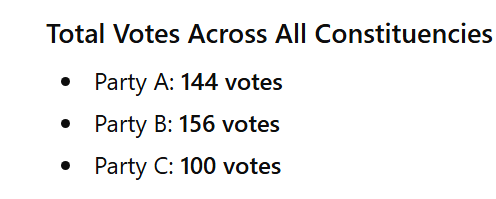 Total Votes Across All Constituencies
• Party A: 144 votes
• Party B: 156 votes
• Party C: 100 votes